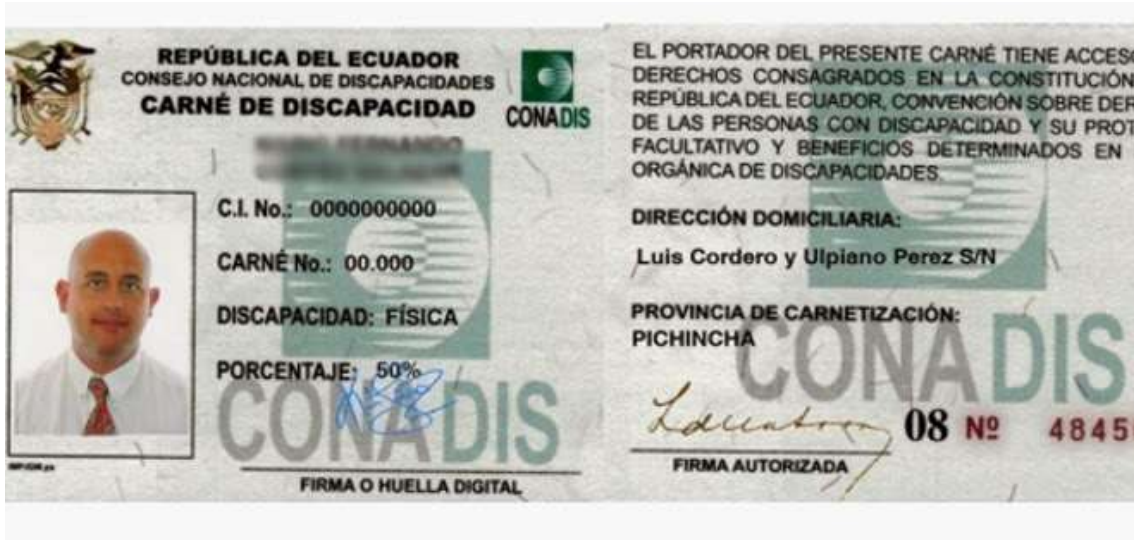 REPÚBLICA DEL ECUADOR
CONSEJO NACIONAL DE DISCAPACIDADES
CARNÉ DE DISCAPACIDAD
CONADIS
C.I. No.: 0000000000
CARNÉ No.: 00.000
DISCAPACIDAD: FÍSICA
PORCENTAJE: 50%
CONADIS
FIRMA O HUELLA DIGITAL
EL PORTADOR DEL PRESENTE CARNÉ TIENE ACCESO
DERECHOS CONSAGRADOS EN LA CONSTITUCIÓN
REPÚBLICA DEL ECUADOR, CONVENCIÓN SOBRE DER
DE LAS PERSONAS CON DISCAPACIDAD Y SU PROT
FACULTATIVO Y BENEFICIOS DETERMINADOS EN
ORGÁNICA DE DISCAPACIDADES.
DIRECCIÓN DOMICILIARIA:
Luis Cordero y Ulpiano Perez S/N
PROVINCIA DE CARNETIZACIÓN:
PICHINCHA
CONADIS
08 Nº 4845
FIRMA AUTORIZADA